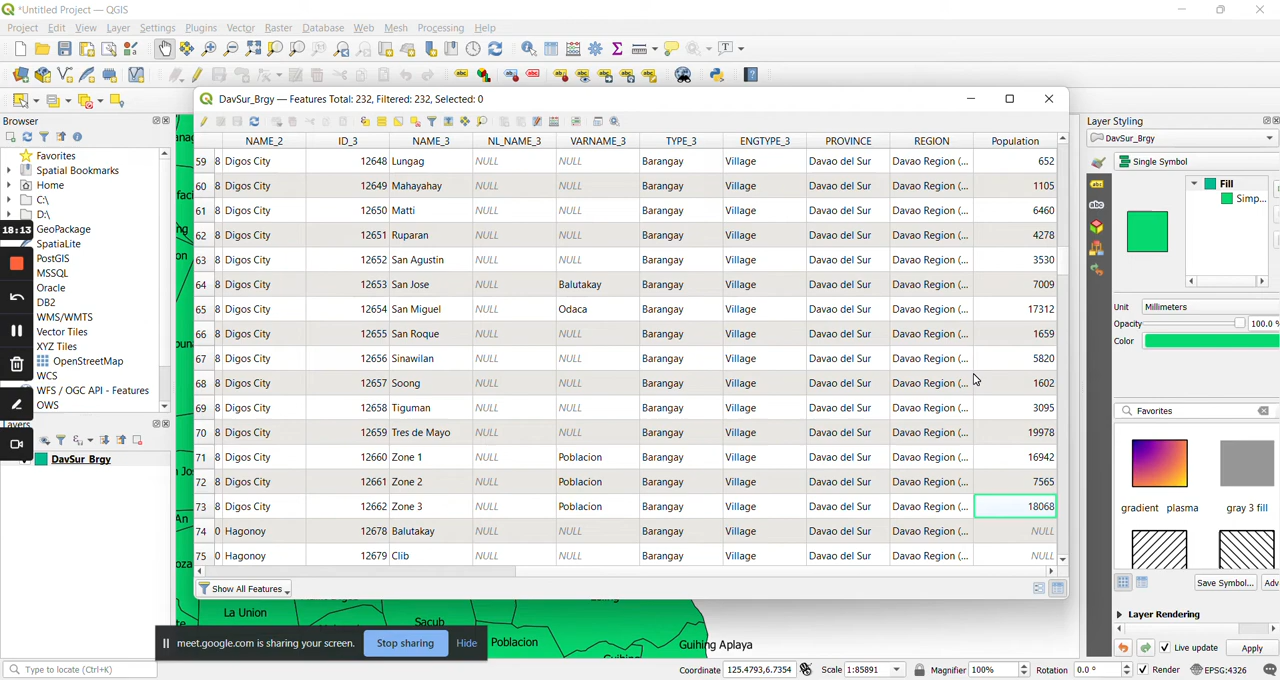 *Untitled Project — QGIS
Project Edit View Layer Settings Plugins Vector Raster Database Web Mesh Processing Help
Browser
Favorites
Spatial Bookmarks
Home
C:\
D:\
GeoPackage
SpatiaLite
PostGIS
MSSQL
Oracle
DB2
WMS/WMTS
Vector Tiles
XYZ Tiles
OpenStreetMap
WCS
WFS / OGC API - Features
OWS
18:13
Layers
DavSur_Brgy
DavSur_Brgy — Features Total: 232, Filtered: 232, Selected: 0
NAME_2 ID_3 NAME_3 NL_NAME_3 VARNAME_3 TYPE_3 ENGTYPE_3 PROVINCE REGION Population
59 8 Digos City 12648 Lungag NULL NULL Barangay Village Davao del Sur Davao Region (... 652
60 8 Digos City 12649 Mahayahay NULL NULL Barangay Village Davao del Sur Davao Region (... 1105
61 8 Digos City 12650 Matti NULL NULL Barangay Village Davao del Sur Davao Region (... 6460
62 8 Digos City 12651 Ruparan NULL NULL Barangay Village Davao del Sur Davao Region (... 4278
63 8 Digos City 12652 San Agustin NULL NULL Barangay Village Davao del Sur Davao Region (... 3530
64 8 Digos City 12653 San Jose NULL Balutakay Barangay Village Davao del Sur Davao Region (... 7009
65 8 Digos City 12654 San Miguel NULL Odaca Barangay Village Davao del Sur Davao Region (... 17312
66 8 Digos City 12655 San Roque NULL NULL Barangay Village Davao del Sur Davao Region (... 1659
67 8 Digos City 12656 Sinawilan NULL NULL Barangay Village Davao del Sur Davao Region (... 5820
68 8 Digos City 12657 Soong NULL NULL Barangay Village Davao del Sur Davao Region (... 1602
69 8 Digos City 12658 Tiguman NULL NULL Barangay Village Davao del Sur Davao Region (... 3095
70 8 Digos City 12659 Tres de Mayo NULL NULL Barangay Village Davao del Sur Davao Region (... 19978
71 8 Digos City 12660 Zone 1 NULL Poblacion Barangay Village Davao del Sur Davao Region (... 16942
72 8 Digos City 12661 Zone 2 NULL Poblacion Barangay Village Davao del Sur Davao Region (... 7565
73 8 Digos City 12662 Zone 3 NULL Poblacion Barangay Village Davao del Sur Davao Region (... 18068
74 0 Hagonoy 12678 Balutakay NULL NULL Barangay Village Davao del Sur Davao Region (... NULL
75 0 Hagonoy 12679 Clib NULL NULL Barangay Village Davao del Sur Davao Region (... NULL
Show All Features
La Union
Sacub
Poblacion
Guihing Aplaya
meet.google.com is sharing your screen. Stop sharing Hide
Layer Styling
DavSur_Brgy
Single Symbol
Fill
Simp...
Unit Millimeters
Opacity 100.0 %
Color
Favorites
gradient plasma
gray 3 fill
Save Symbol... Adv
Layer Rendering
Live update Apply
Type to locate (Ctrl+K)
Coordinate 125.4793,6.7354 Scale 1:85891 Magnifier 100% Rotation 0.0 ° Render EPSG:4326